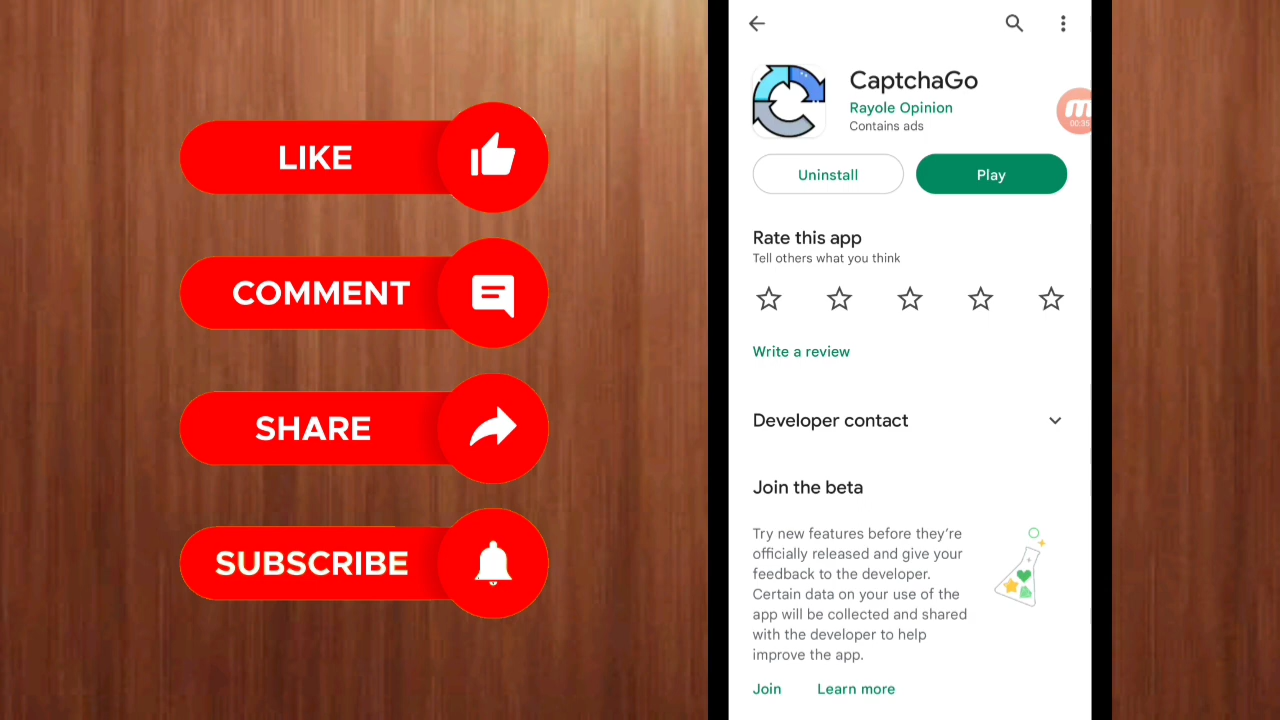 LIKE
COMMENT
SHARE
SUBSCRIBE
CaptchaGo
Rayole Opinion
Contains ads
00:35
Uninstall
Play
Rate this app
Tell others what you think
Write a review
Developer contact
Join the beta
Try new features before they’re
officially released and give your
feedback to the developer.
Certain data on your use of the
app will be collected and shared
with the developer to help
improve the app.
Join
Learn more